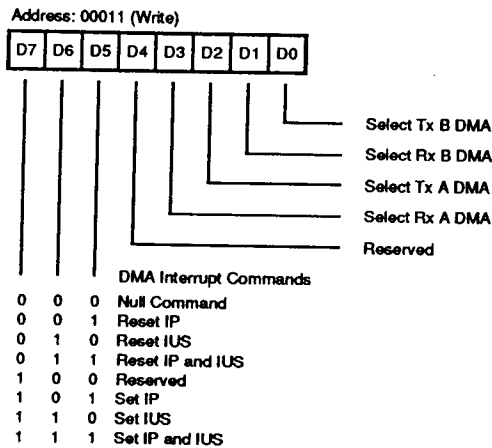 Address: 00011 (Write)
D7 D6 D5 D4 D3 D2 D1 D0
Select Tx B DMA
Select Rx B DMA
Select Tx A DMA
Select Rx A DMA
Reserved
DMA Interrupt Commands
0 0 0 Null Command
0 0 1 Reset IP
0 1 0 Reset IUS
0 1 1 Reset IP and IUS
1 0 0 Reserved
1 0 1 Set IP
1 1 0 Set IUS
1 1 1 Set IP and IUS